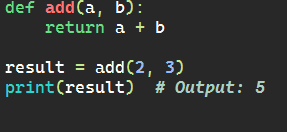 def add(a, b):
    return a + b

result = add(2, 3)
print(result)  # Output: 5